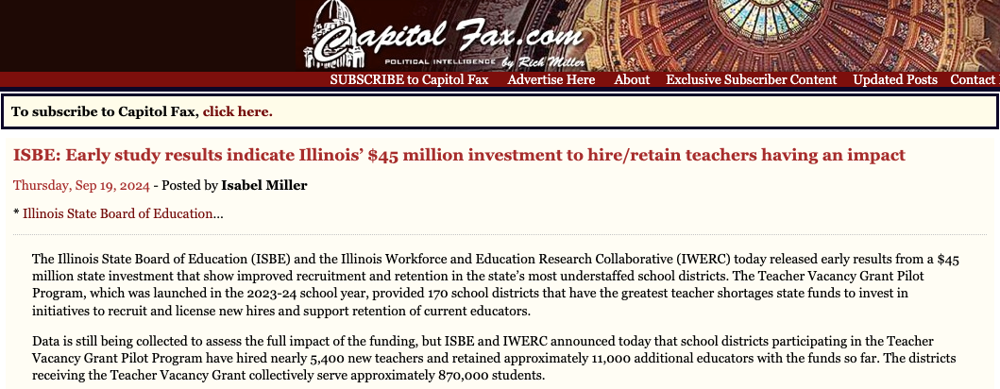 Capitol Fax.com
POLITICAL INTELLIGENCE by Rich Miller
SUBSCRIBE to Capitol Fax Advertise Here About Exclusive Subscriber Content Updated Posts Contact
To subscribe to Capitol Fax, click here.
ISBE: Early study results indicate Illinois’ $45 million investment to hire/retain teachers having an impact
Thursday, Sep 19, 2024 - Posted by Isabel Miller
* Illinois State Board of Education…
The Illinois State Board of Education (ISBE) and the Illinois Workforce and Education Research Collaborative (IWERC) today released early results from a $45
million state investment that show improved recruitment and retention in the state’s most understaffed school districts. The Teacher Vacancy Grant Pilot
Program, which was launched in the 2023-24 school year, provided 170 school districts that have the greatest teacher shortages state funds to invest in
initiatives to recruit and license new hires and support retention of current educators.
Data is still being collected to assess the full impact of the funding, but ISBE and IWERC announced today that school districts participating in the Teacher
Vacancy Grant Pilot Program have hired nearly 5,400 new teachers and retained approximately 11,000 additional educators with the funds so far. The districts
receiving the Teacher Vacancy Grant collectively serve approximately 870,000 students.